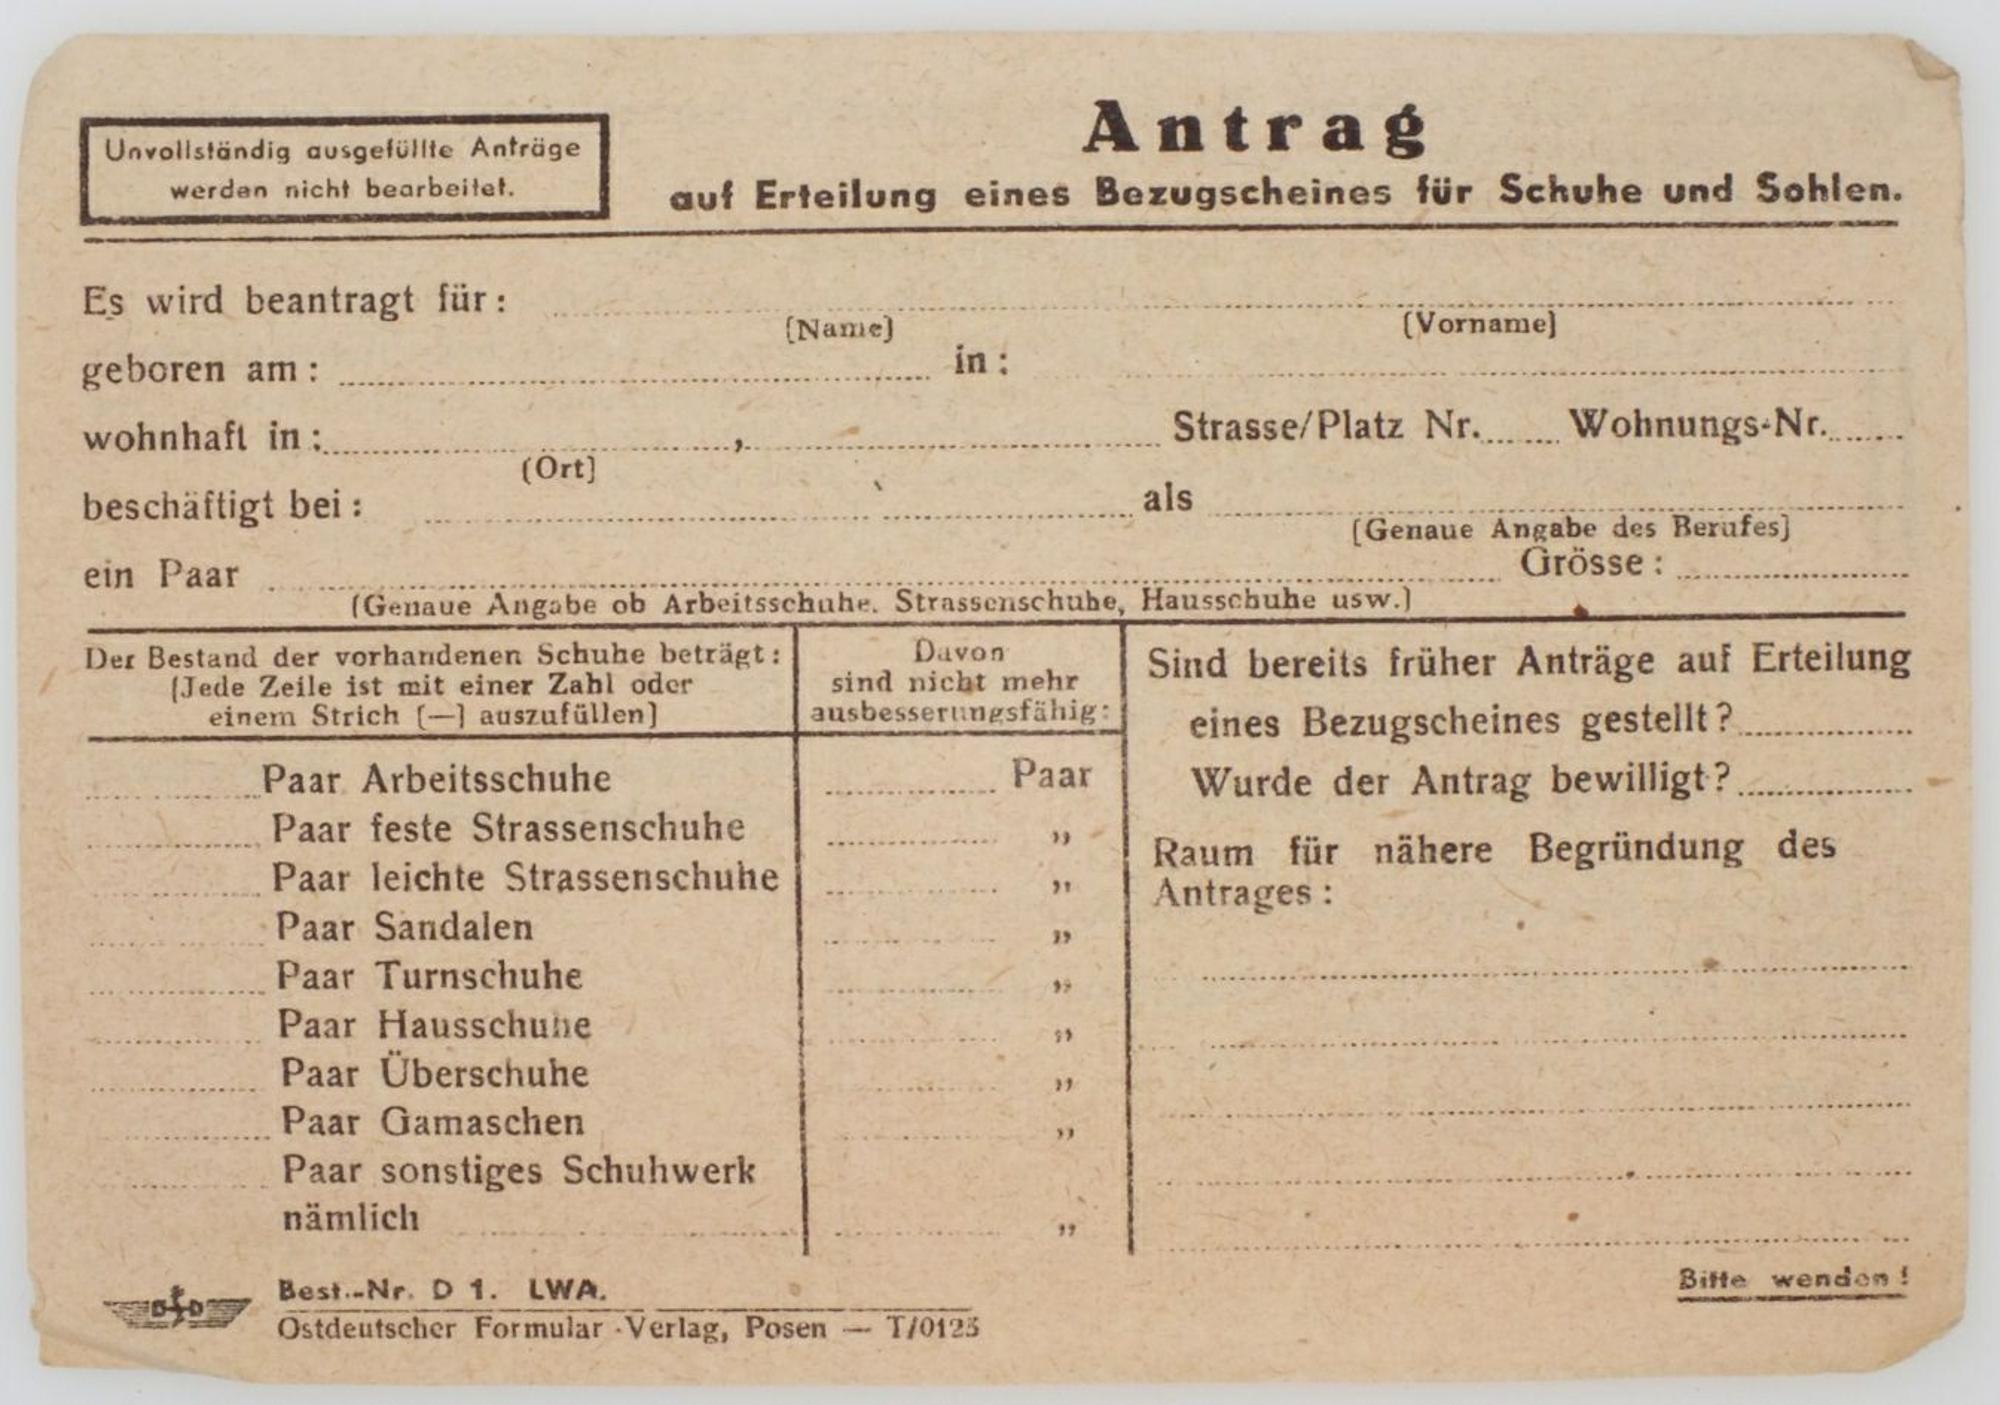 Unvollständig ausgefüllte Anträge
werden nicht bearbeitet.
Antrag
auf Erteilung eines Bezugscheines für Schuhe und Sohlen.
Es wird beantragt für:
(Name) (Vorname)
geboren am: in:
wohnhaft in: , Strasse/Platz Nr. Wohnungs-Nr.
(Ort)
beschäftigt bei: als
(Genaue Angabe des Berufes)
ein Paar Grösse:
(Genaue Angabe ob Arbeitsschuhe. Strassenschuhe, Hausschuhe usw.)
Der Bestand der vorhandenen Schuhe beträgt:
(Jede Zeile ist mit einer Zahl oder
einem Strich (—) auszufüllen)
Davon
sind nicht mehr
ausbesserungsfähig:
Paar Arbeitsschuhe Paar
Paar feste Strassenschuhe „
Paar leichte Strassenschuhe „
Paar Sandalen „
Paar Turnschuhe „
Paar Hausschuhe „
Paar Überschuhe „
Paar Gamaschen „
Paar sonstiges Schuhwerk
nämlich „
Sind bereits früher Anträge auf Erteilung
eines Bezugscheines gestellt?
Wurde der Antrag bewilligt?
Raum für nähere Begründung des
Antrages:
Best.-Nr. D 1. LWA.
Ostdeutscher Formular-Verlag, Posen — T/0125
Bitte wenden!